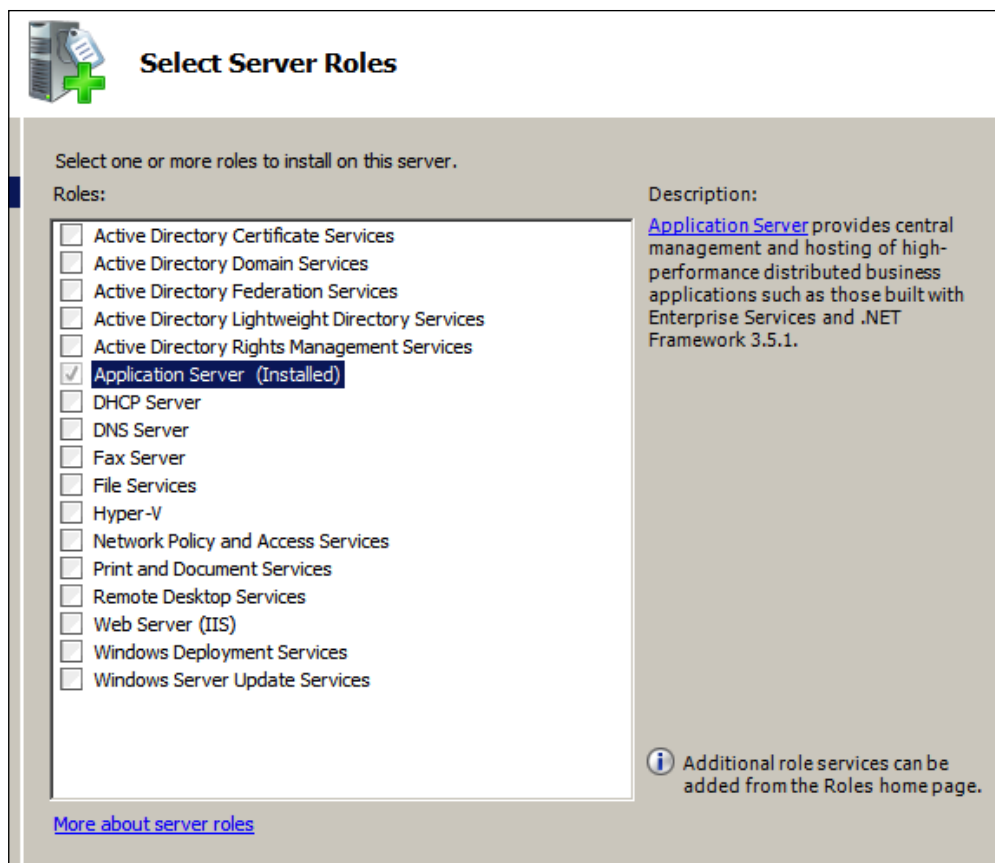 Select Server Roles
Select one or more roles to install on this server.
Roles:
Active Directory Certificate Services
Active Directory Domain Services
Active Directory Federation Services
Active Directory Lightweight Directory Services
Active Directory Rights Management Services
Application Server (Installed)
DHCP Server
DNS Server
Fax Server
File Services
Hyper-V
Network Policy and Access Services
Print and Document Services
Remote Desktop Services
Web Server (IIS)
Windows Deployment Services
Windows Server Update Services
More about server roles
Description:
Application Server provides central
management and hosting of high-
performance distributed business
applications such as those built with
Enterprise Services and .NET
Framework 3.5.1.
Additional role services can be
added from the Roles home page.